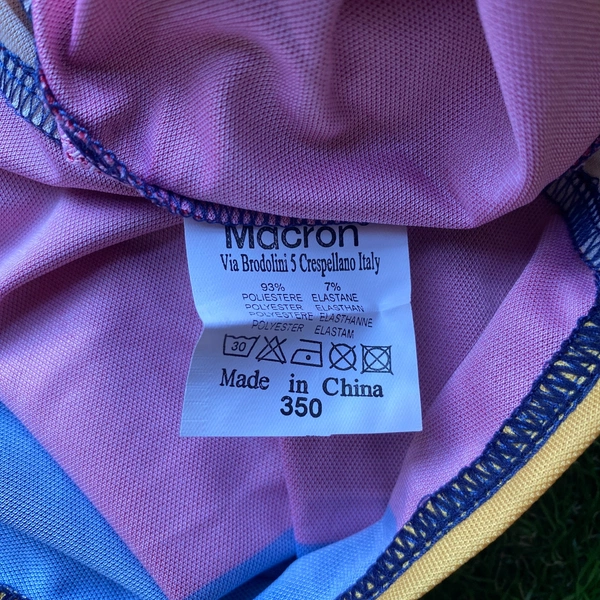 Macron
Via Brodolini 5 Crespellano Italy
93% 7%
POLIESTERE ELASTANE
POLYESTER ELASTHAN
POLYESTERE ELASTHANNE
POLYESTER ELASTAM
30
Made in China
350